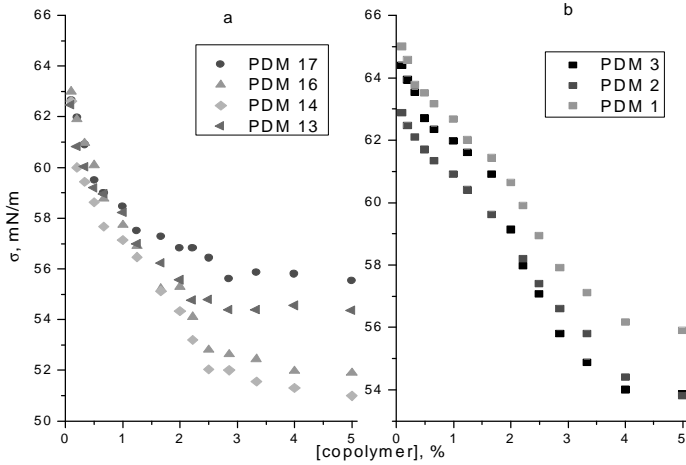 a
b
PDM 17
PDM 16
PDM 14
PDM 13
PDM 3
PDM 2
PDM 1
66
64
62
60
58
56
54
52
50
σ, mN/m
66
64
62
60
58
56
54
0 1 2 3 4 5
0 1 2 3 4 5
[copolymer], %